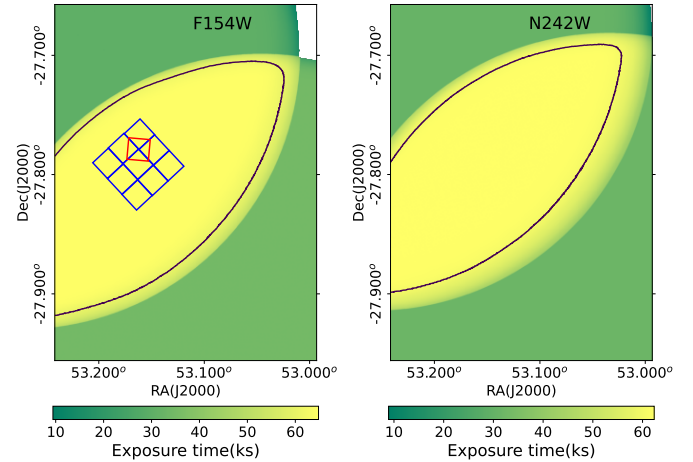 F154W
N242W
-27.700°
-27.800°
-27.900°
Dec(J2000)
-27.700°
-27.800°
-27.900°
Dec(J2000)
53.200° 53.100° 53.000°
RA(J2000)
53.200° 53.100° 53.000°
RA(J2000)
10 20 30 40 50 60
Exposure time(ks)
10 20 30 40 50 60
Exposure time(ks)